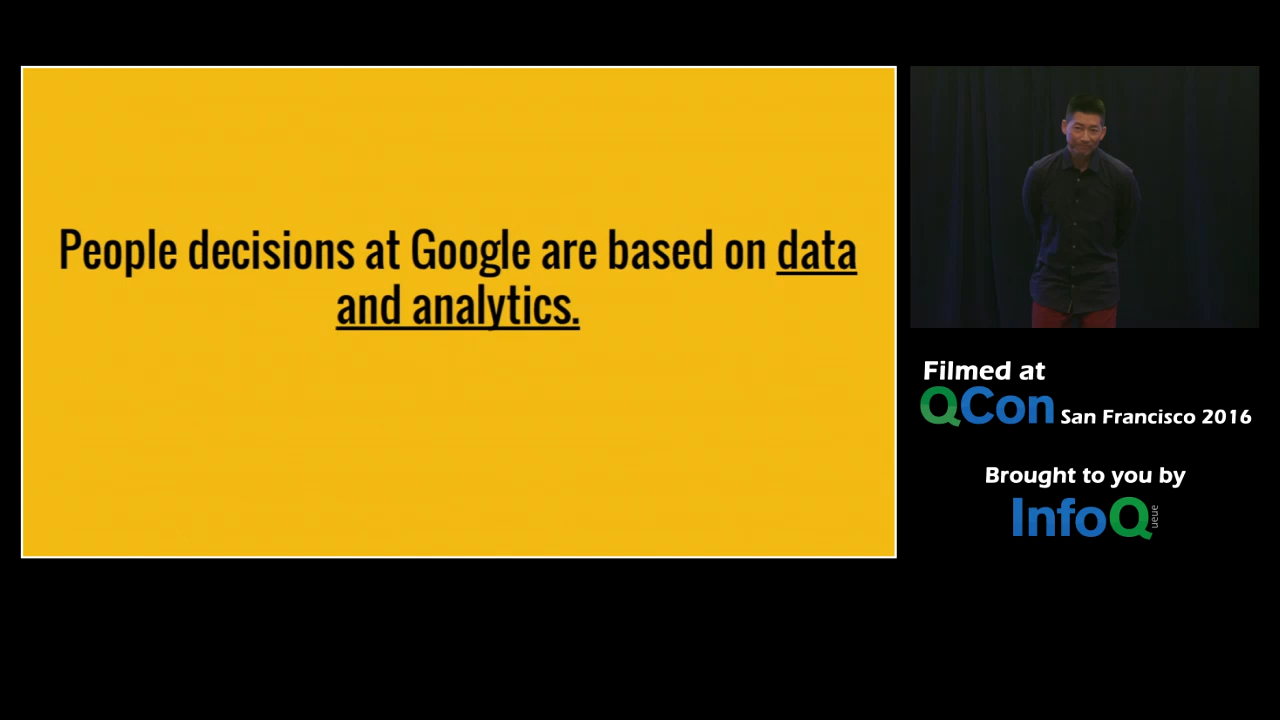 People decisions at Google are based on data
and analytics.
Filmed at
QCon San Francisco 2016
Brought to you by
InfoQ
ueue